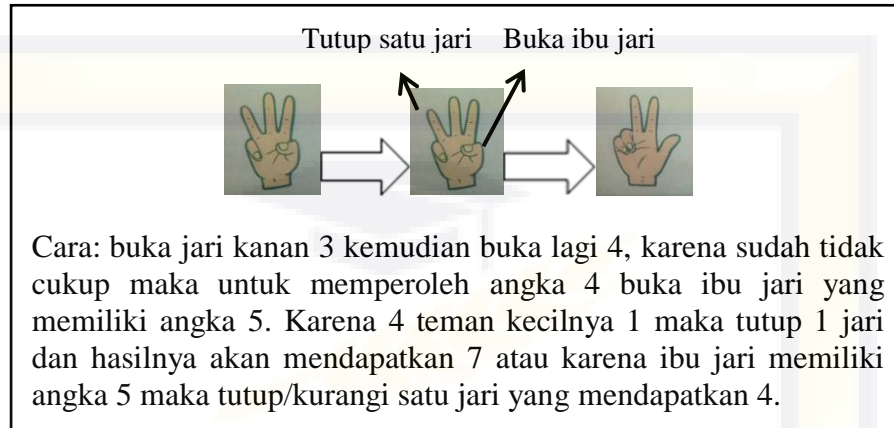 Tutup satu jari Buka ibu jari
Cara: buka jari kanan 3 kemudian buka lagi 4, karena sudah tidak
cukup maka untuk memperoleh angka 4 buka ibu jari yang
memiliki angka 5. Karena 4 teman kecilnya 1 maka tutup 1 jari
dan hasilnya akan mendapatkan 7 atau karena ibu jari memiliki
angka 5 maka tutup/kurangi satu jari yang mendapatkan 4.